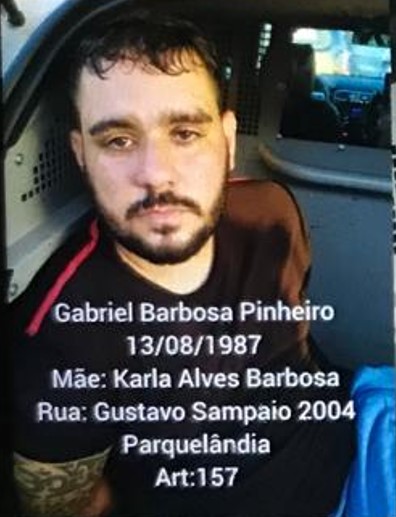 Gabriel Barbosa Pinheiro
13/08/1987
Mãe: Karla Alves Barbosa
Rua: Gustavo Sampaio 2004
Parquelândia
Art:157